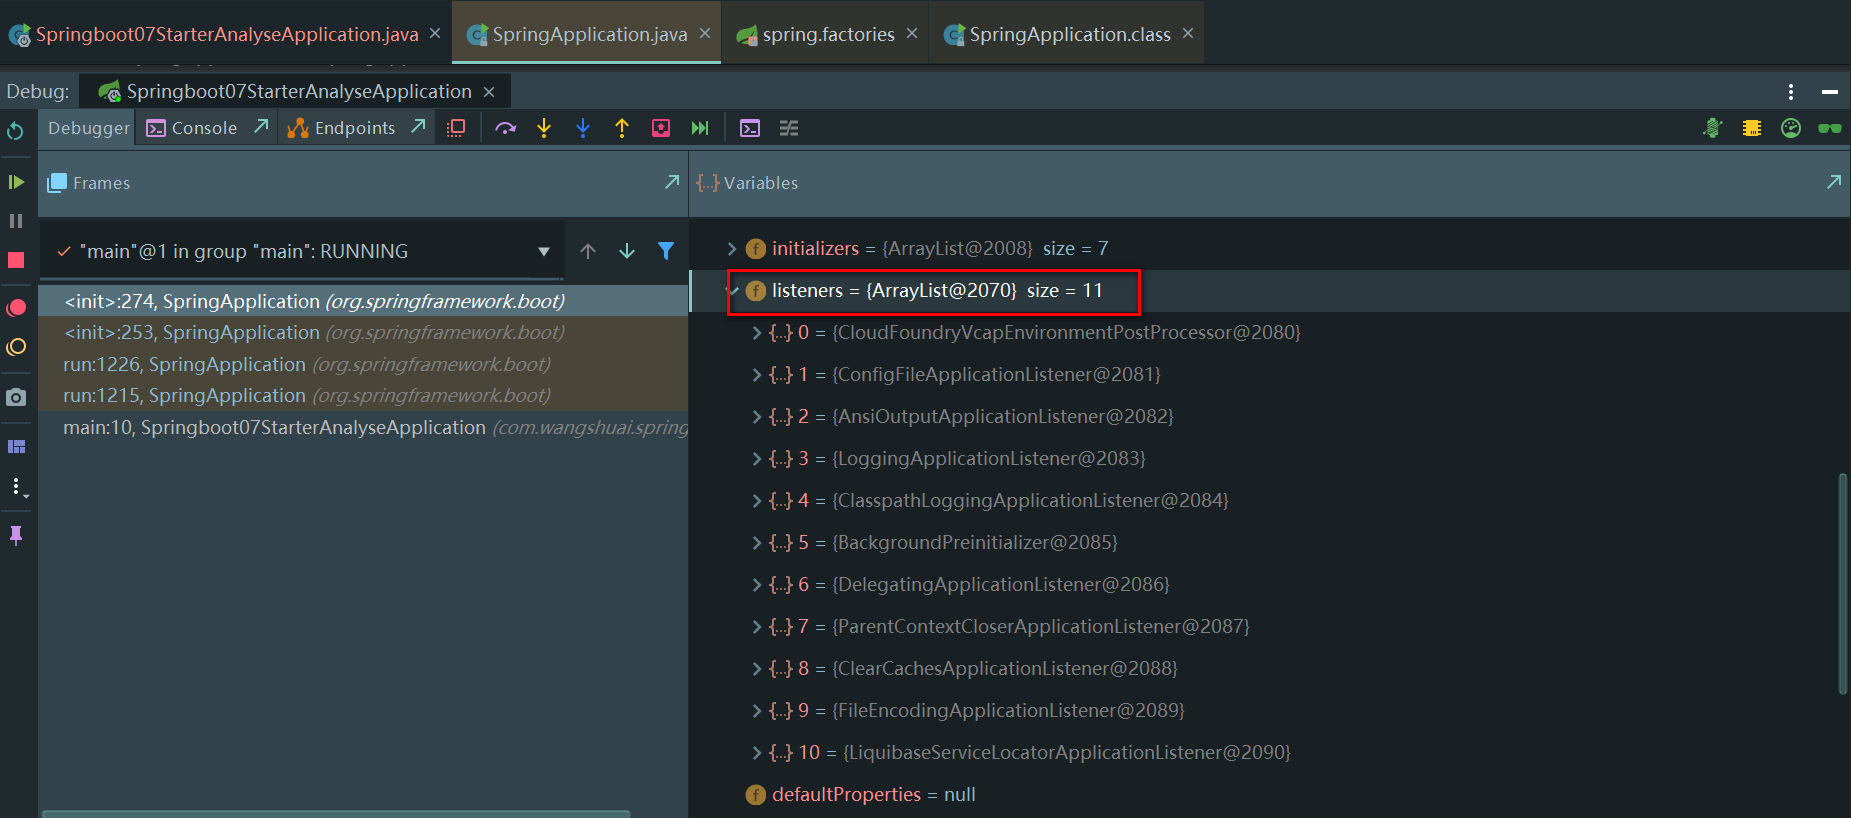 Springboot07StarterAnalyseApplication.java SpringApplication.java spring.factories SpringApplication.class
Debug: Springboot07StarterAnalyseApplication
Debugger Console Endpoints
Frames
Variables
"main"@1 in group "main": RUNNING
<init>:274, SpringApplication (org.springframework.boot)
<init>:253, SpringApplication (org.springframework.boot)
run:1226, SpringApplication (org.springframework.boot)
run:1215, SpringApplication (org.springframework.boot)
main:10, Springboot07StarterAnalyseApplication (com.wangshuai.spring
initializers = {ArrayList@2008} size = 7
listeners = {ArrayList@2070} size = 11
{...} 0 = {CloudFoundryVcapEnvironmentPostProcessor@2080}
{...} 1 = {ConfigFileApplicationListener@2081}
{...} 2 = {AnsiOutputApplicationListener@2082}
{...} 3 = {LoggingApplicationListener@2083}
{...} 4 = {ClasspathLoggingApplicationListener@2084}
{...} 5 = {BackgroundPreinitializer@2085}
{...} 6 = {DelegatingApplicationListener@2086}
{...} 7 = {ParentContextCloserApplicationListener@2087}
{...} 8 = {ClearCachesApplicationListener@2088}
{...} 9 = {FileEncodingApplicationListener@2089}
{...} 10 = {LiquibaseServiceLocatorApplicationListener@2090}
defaultProperties = null